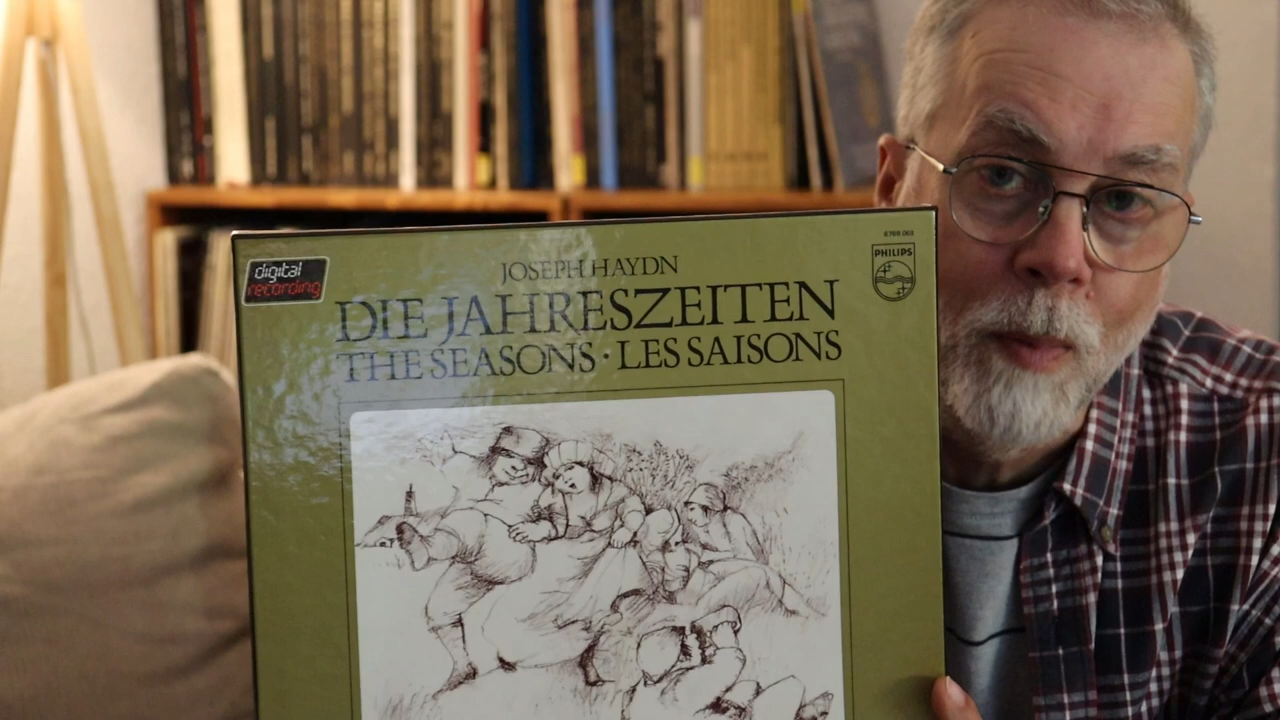 digital
recording
JOSEPH HAYDN
DIE JAHRESZEITEN
THE SEASONS · LES SAISONS
PHILIPS